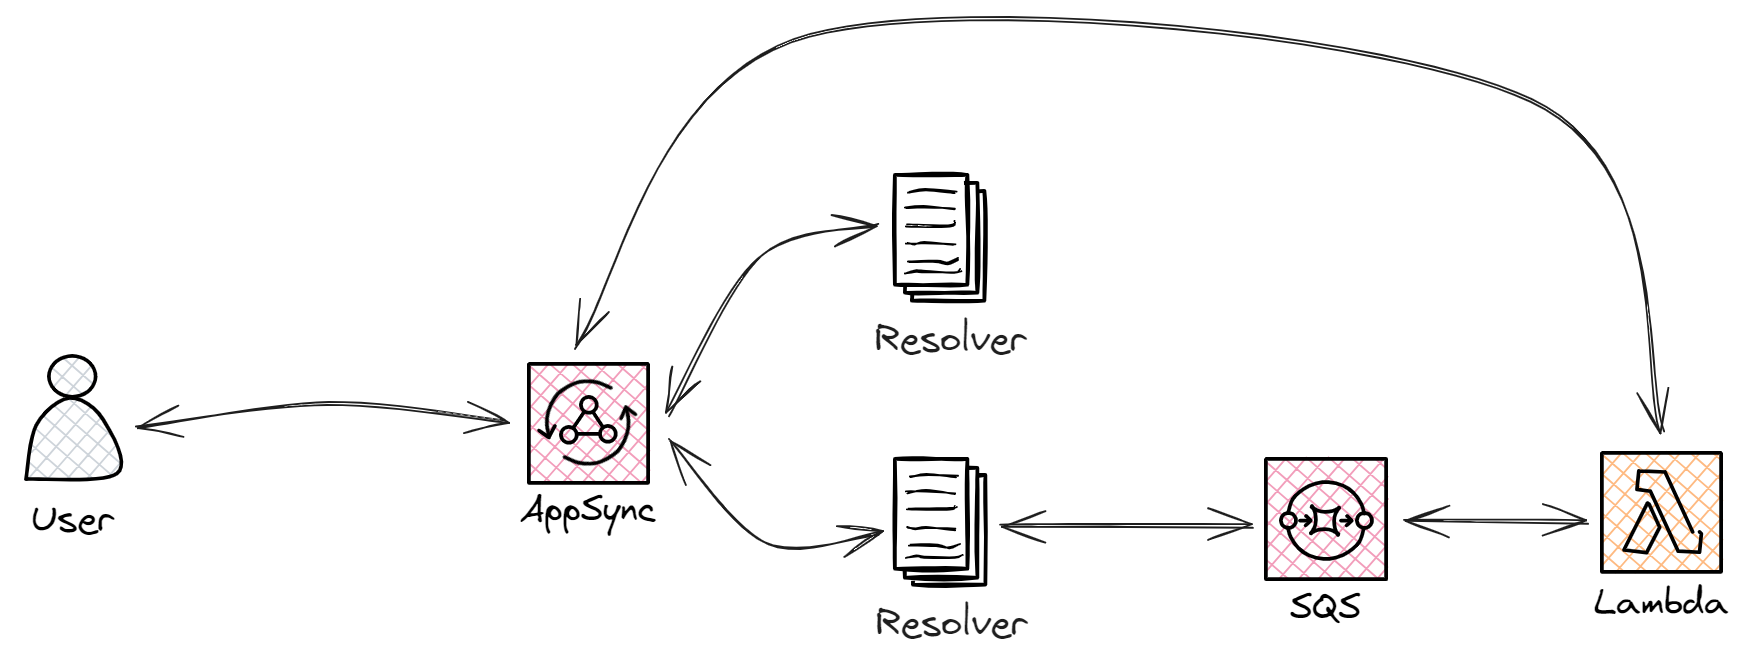 Resolver
User
AppSync
Resolver
SQS
Lambda